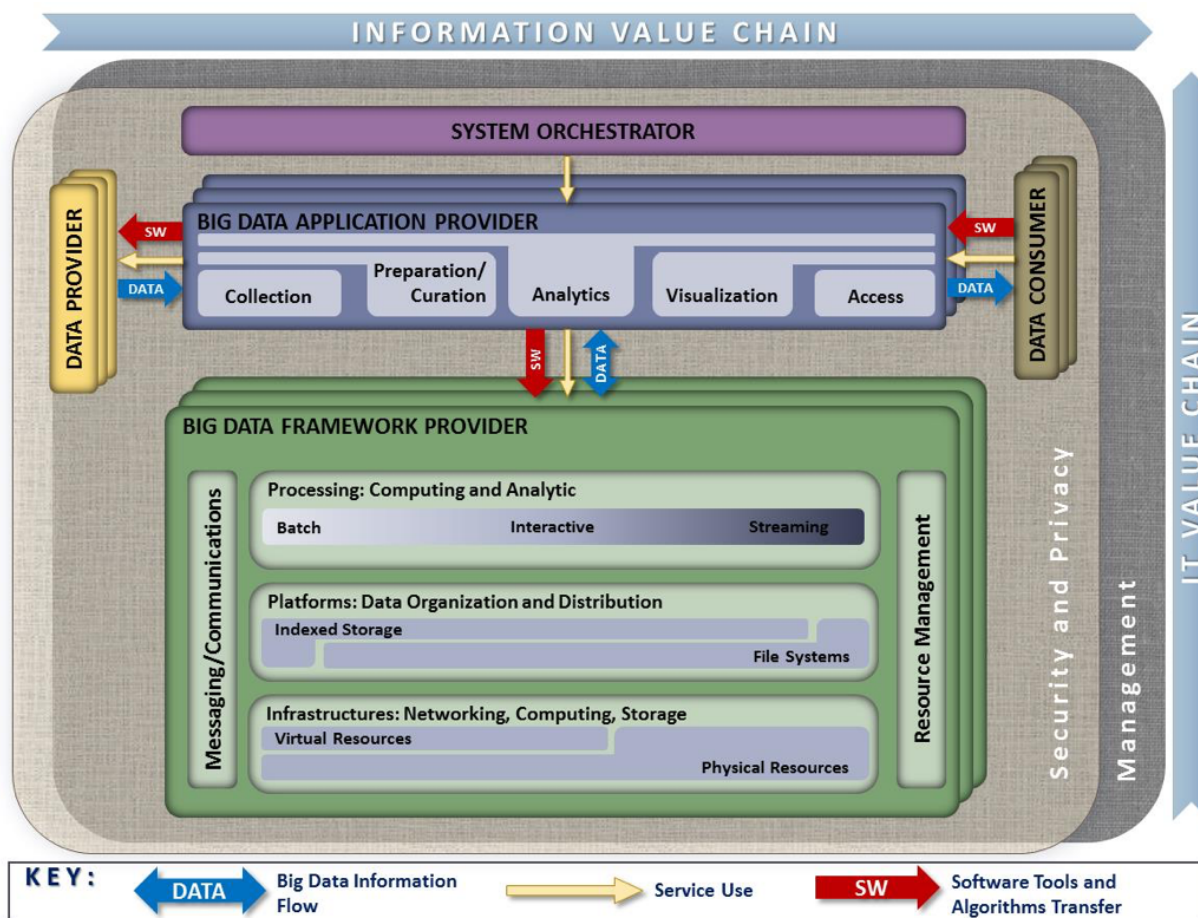 INFORMATION VALUE CHAIN
SYSTEM ORCHESTRATOR
DATA PROVIDER
SW
DATA
BIG DATA APPLICATION PROVIDER
Collection
Preparation/
Curation
Analytics
Visualization
Access
SW
DATA
DATA CONSUMER
SW
DATA
BIG DATA FRAMEWORK PROVIDER
Messaging/Communications
Processing: Computing and Analytic
Batch
Interactive
Streaming
Platforms: Data Organization and Distribution
Indexed Storage
File Systems
Infrastructures: Networking, Computing, Storage
Virtual Resources
Physical Resources
Resource Management
Security and Privacy
Management
IT VALUE CHAIN
KEY:
DATA
Big Data Information
Flow
Service Use
SW
Software Tools and
Algorithms Transfer